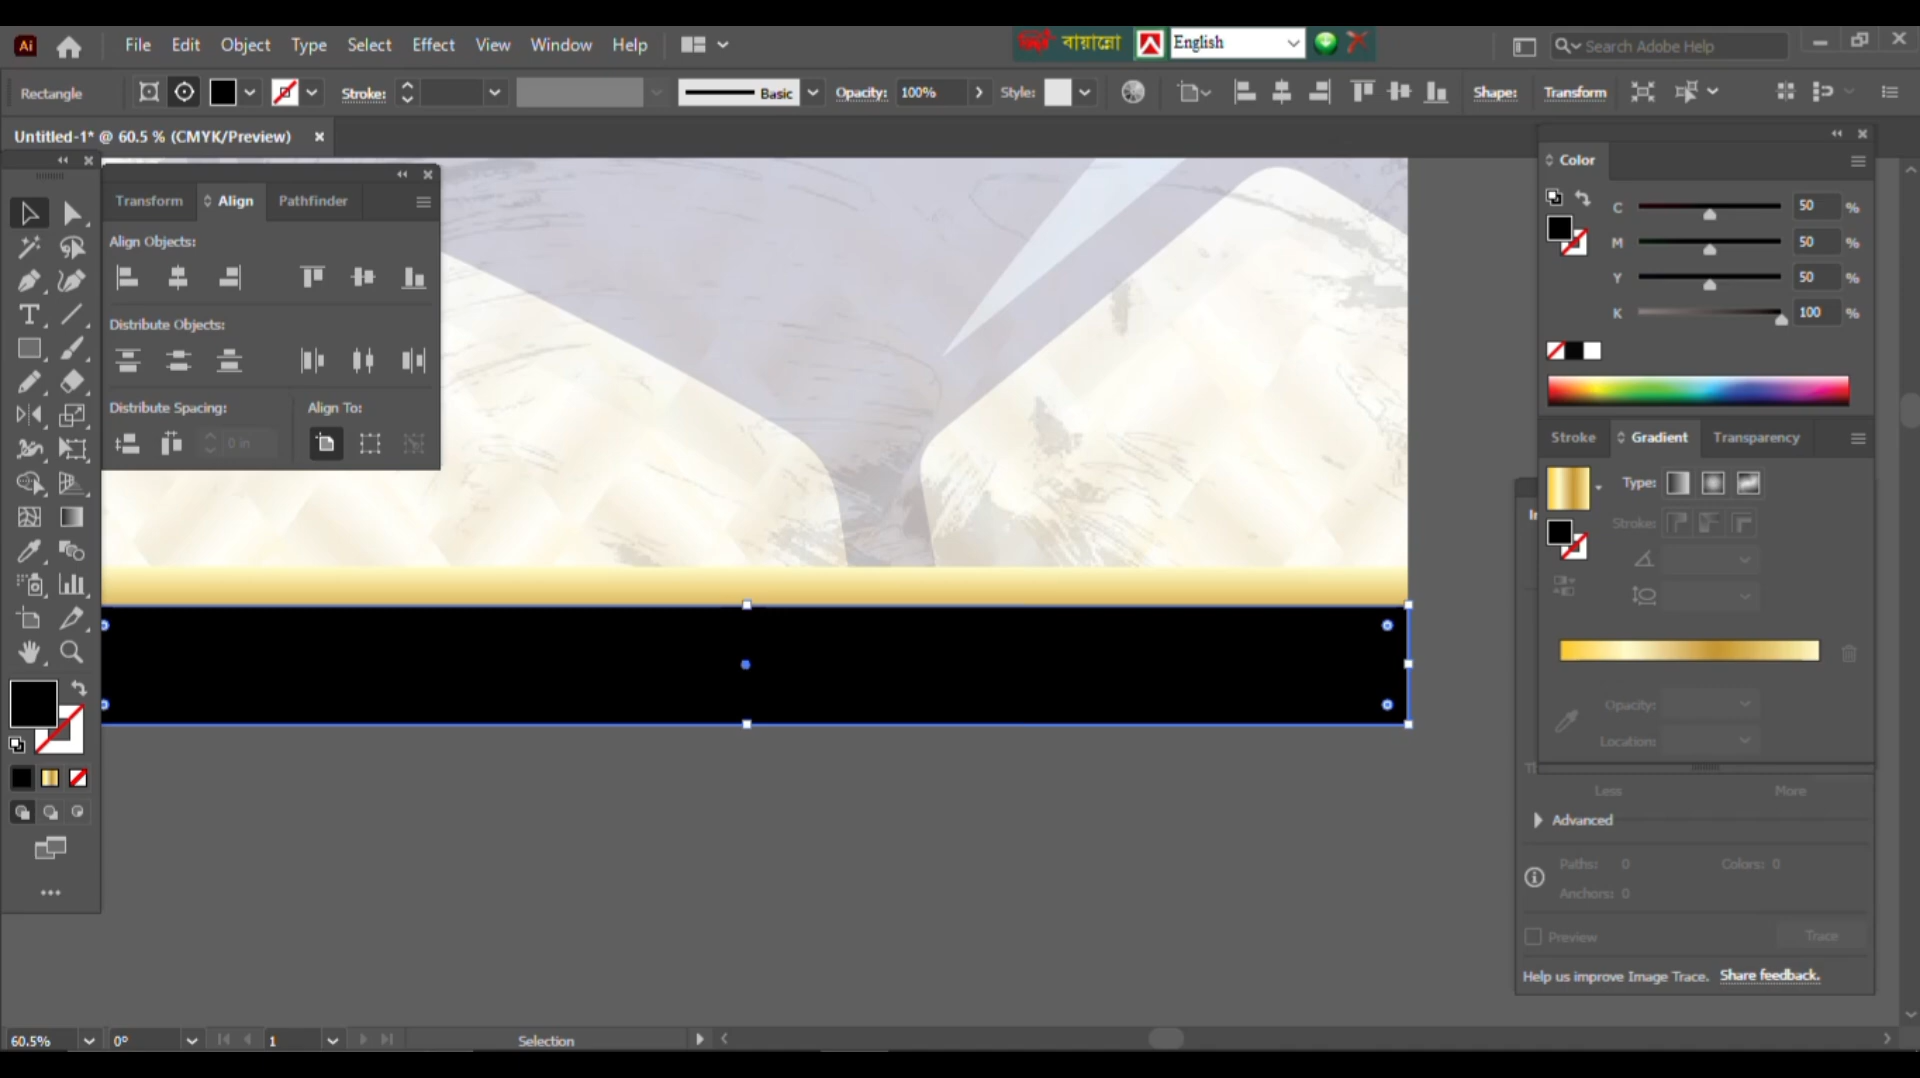 Ai File Edit Object Type Select Effect View Window Help বায়ান্নো English Search Adobe Help
Rectangle Stroke: Basic Opacity: 100% Style: Shape: Transform
Untitled-1* @ 60.5 % (CMYK/Preview)
Transform Align Pathfinder
Align Objects:
Distribute Objects:
Distribute Spacing: Align To:
0 in
Color
C 50 %
M 50 %
Y 50 %
K 100 %
Stroke Gradient Transparency
Type:
Stroke:
Opacity:
Location:
Less More
Advanced
Paths: 0 Colors: 0
Anchors: 0
Preview Trace
Help us improve Image Trace. Share feedback.
60.5% 0° 1 Selection